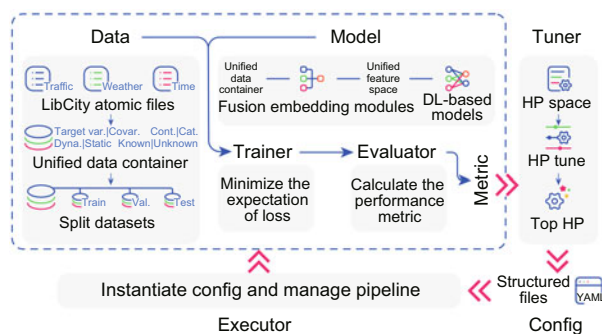 Data
Model
Tuner
Traffic
Weather
Time
LibCity atomic files
Target var.|Covar. Cont.|Cat.
Dyna.|Static Known|Unknown
Unified data container
Train
Val.
Test
Split datasets
Unified
data
container
Unified
feature
space
Fusion embedding modules
DL-based
models
Trainer
Evaluator
Minimize the
expectation
of loss
Calculate the
performance
metric
Metric
HP space
HP tune
Top HP
Instantiate config and manage pipeline
Structured
files
YAML
Executor
Config